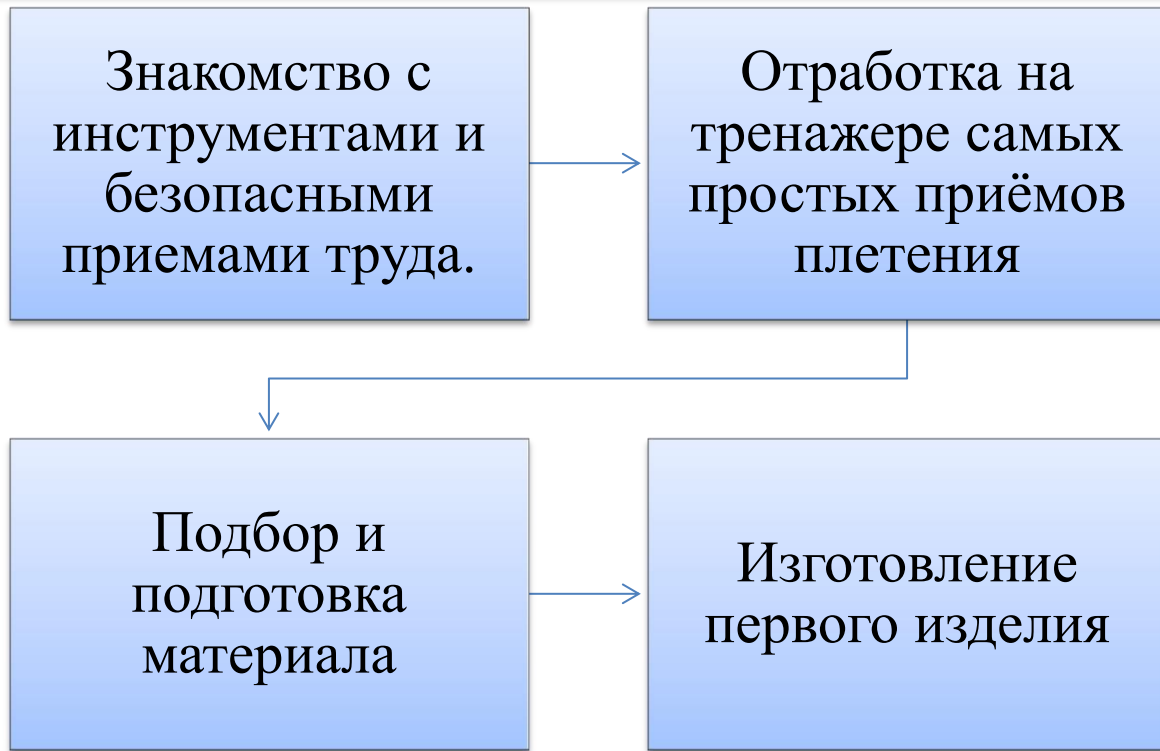 Знакомство с
инструментами и
безопасными
приемами труда.
Отработка на
тренажере самых
простых приёмов
плетения
Подбор и
подготовка
материала
Изготовление
первого изделия